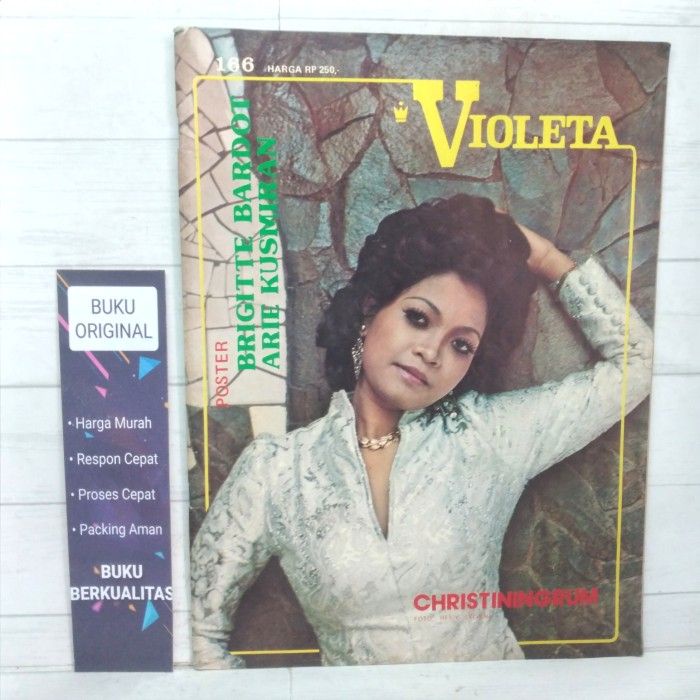 166 HARGA RP 250,-
VIOLETA
POSTER
BRIGITTE BARDOT
ARIE KUSMIRAN
CHRISTININGRUM
FOTO:
BUKU
ORIGINAL
• Harga Murah
• Respon Cepat
• Proses Cepat
• Packing Aman
BUKU
BERKUALITAS